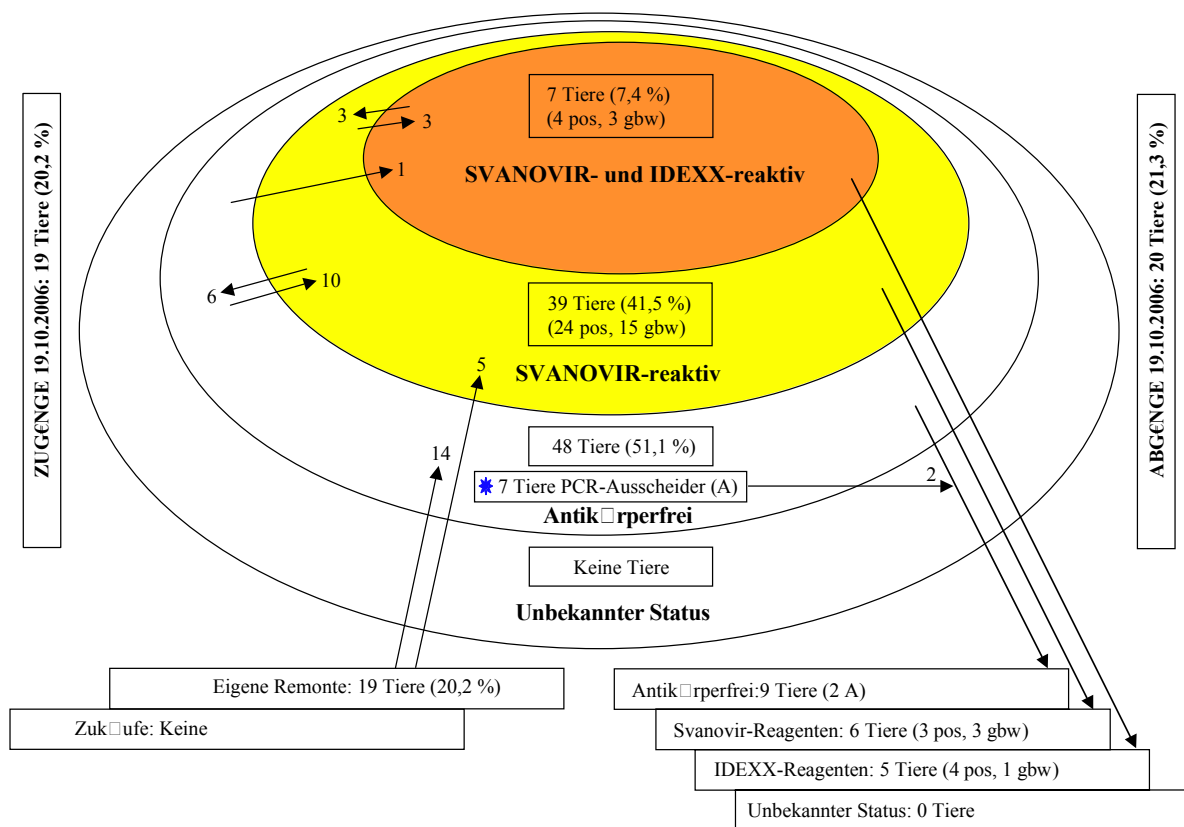 ZUG€NGE 19.10.2006: 19 Tiere (20,2 %)
7 Tiere (7,4 %)
(4 pos, 3 gbw)
3
3
SVANOVIR- und IDEXX-reaktiv
1
6
10
39 Tiere (41,5 %)
(24 pos, 15 gbw)
SVANOVIR-reaktiv
5
14
48 Tiere (51,1 %)
7 Tiere PCR-Ausscheider (A)
2
Antik□rperfrei
Keine Tiere
Unbekannter Status
ABG€NGE 19.10.2006: 20 Tiere (21,3 %)
Eigene Remonte: 19 Tiere (20,2 %)
Zuk□ufe: Keine
Antik□rperfrei:9 Tiere (2 A)
Svanovir-Reagenten: 6 Tiere (3 pos, 3 gbw)
IDEXX-Reagenten: 5 Tiere (4 pos, 1 gbw)
Unbekannter Status: 0 Tiere